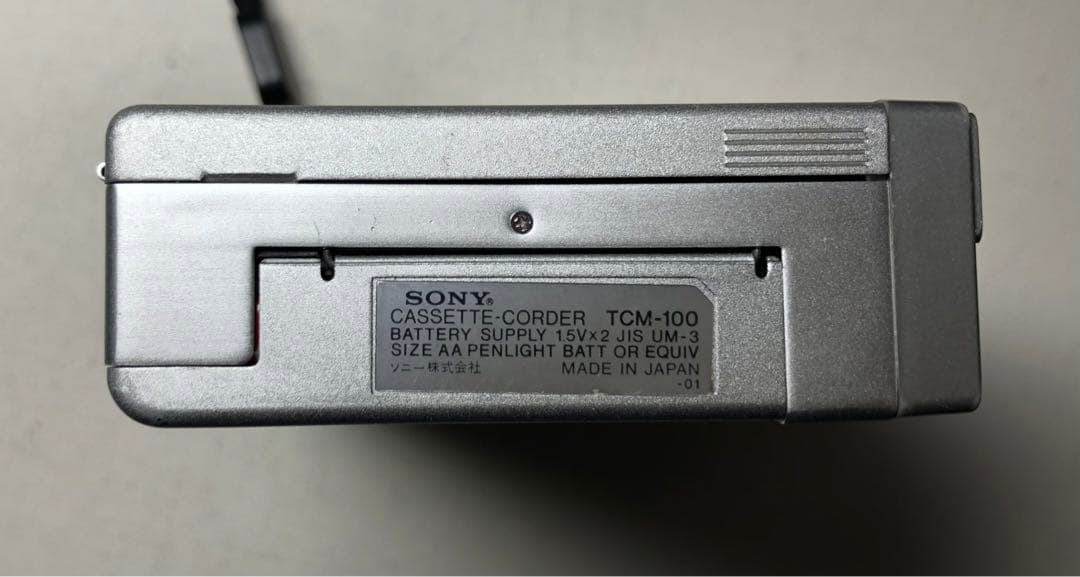 SONY®
CASSETTE-CORDER TCM-100
BATTERY SUPPLY 1.5V×2 JIS UM-3
SIZE AA PENLIGHT BATT OR EQUIV
ソニー株式会社 MADE IN JAPAN
-01